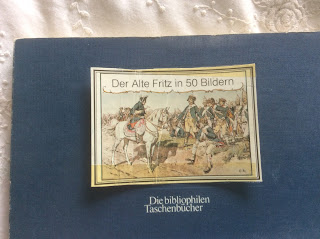 Der Alte Fritz in 50 Bildern
Die bibliophilen
Taschenbücher